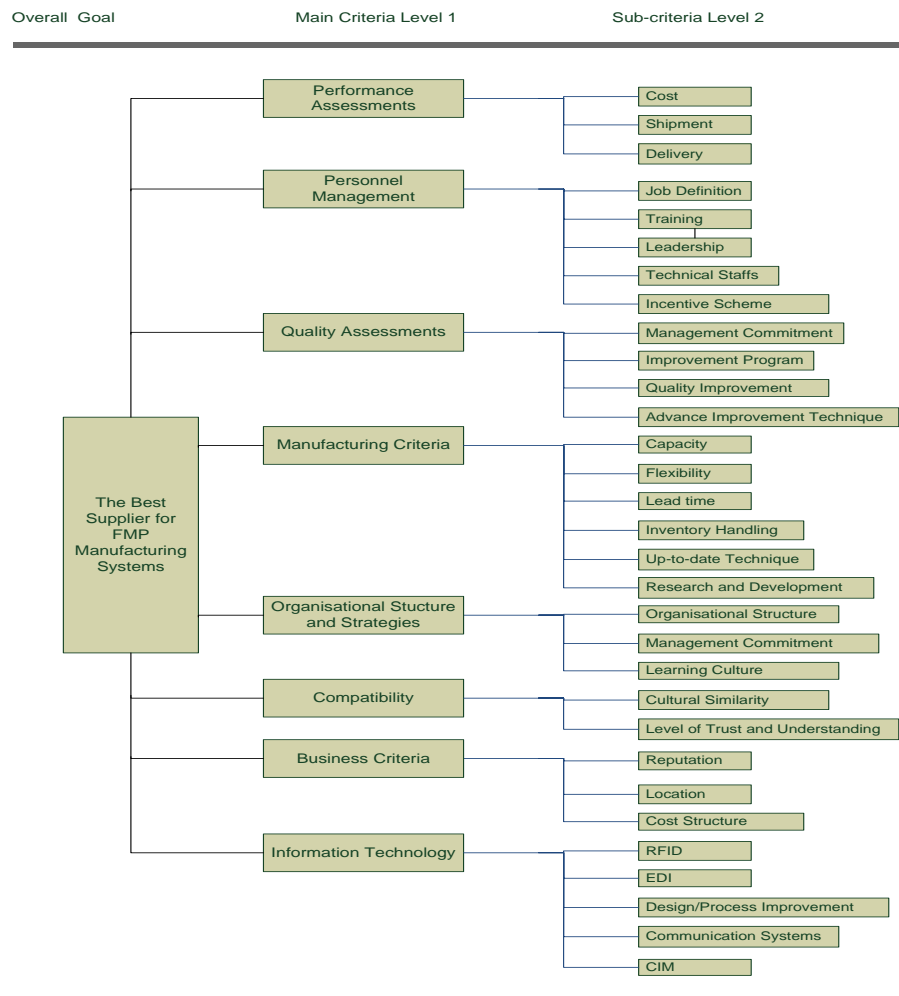 Overall  Goal
Main Criteria Level 1
Sub-criteria Level 2
Performance
Assessments
Cost
Shipment
Delivery
Personnel
Management
Job Definition
Training
Leadership
Technical Staffs
Incentive Scheme
Quality Assessments
Management Commitment
Improvement Program
Quality Improvement
Advance Improvement Technique
The Best
Supplier for
FMP
Manufacturing
Systems
Manufacturing Criteria
Capacity
Flexibility
Lead time
Inventory Handling
Up-to-date Technique
Research and Development
Organisational Stucture
and Strategies
Organisational Structure
Management Commitment
Learning Culture
Compatibility
Cultural Similarity
Level of Trust and Understanding
Business Criteria
Reputation
Location
Cost Structure
Information Technology
RFID
EDI
Design/Process Improvement
Communication Systems
CIM